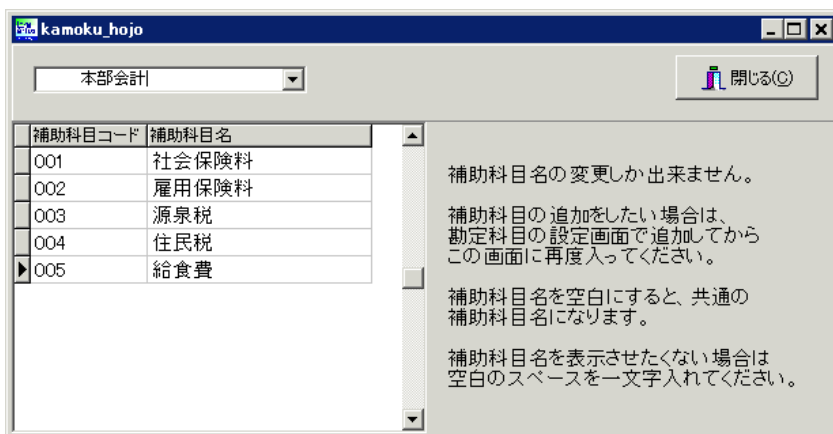 kamoku_hojo
本部会計
閉じる(C)
補助科目コード 補助科目名
001 社会保険料
002 雇用保険料
003 源泉税
004 住民税
005 給食費
補助科目名の変更しか出来ません。
補助科目の追加をしたい場合は、
勘定科目の設定画面で追加してから
この画面に再度入ってください。
補助科目名を空白にすると、共通の
補助科目名になります。
補助科目名を表示させたくない場合は
空白のスペースを一文字入れてください。